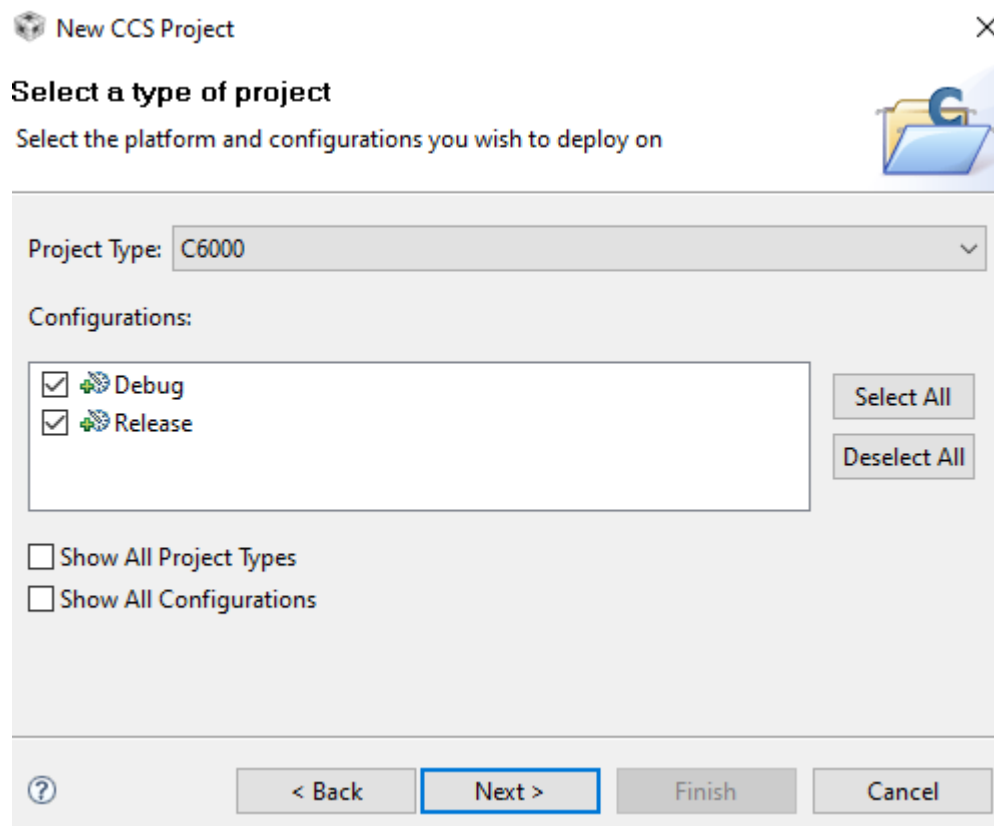 New CCS Project
Select a type of project
Select the platform and configurations you wish to deploy on
Project Type: C6000
Configurations:
Debug
Release
Select All
Deselect All
Show All Project Types
Show All Configurations
< Back Next > Finish Cancel